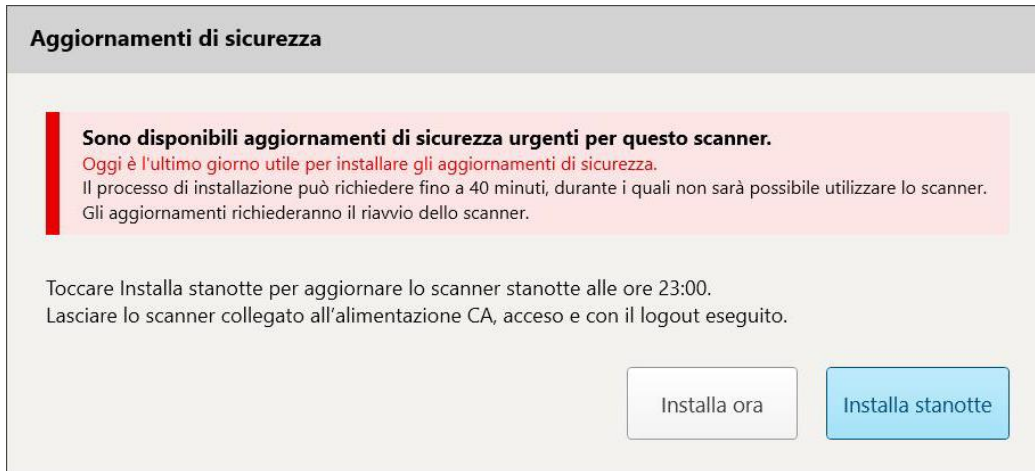 Aggiornamenti di sicurezza
Sono disponibili aggiornamenti di sicurezza urgenti per questo scanner.
Oggi è l'ultimo giorno utile per installare gli aggiornamenti di sicurezza.
Il processo di installazione può richiedere fino a 40 minuti, durante i quali non sarà possibile utilizzare lo scanner.
Gli aggiornamenti richiederanno il riavvio dello scanner.
Toccare Installa stanotte per aggiornare lo scanner stanotte alle ore 23:00.
Lasciare lo scanner collegato all’alimentazione CA, acceso e con il logout eseguito.
Installa ora
Installa stanotte